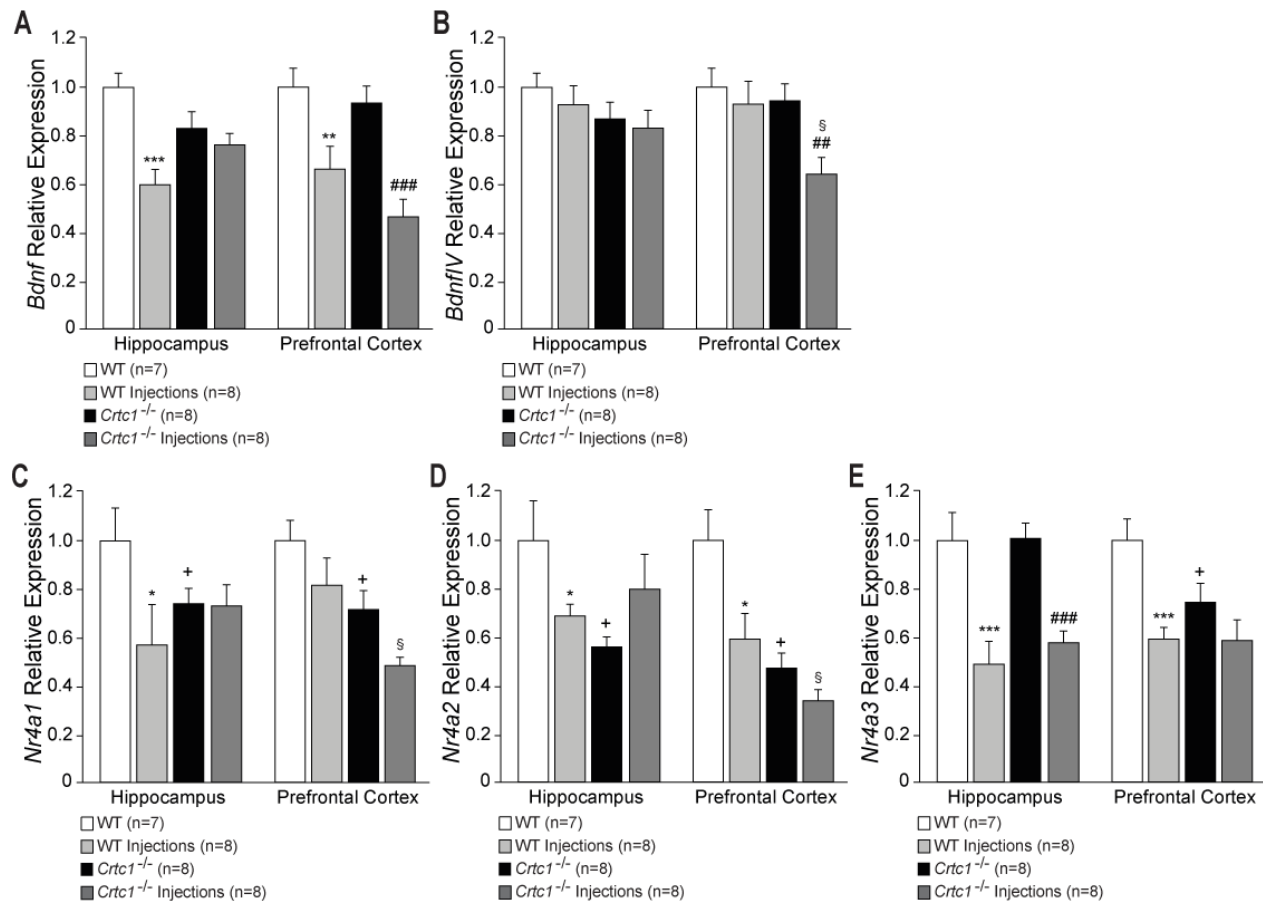 A
Bdnf Relative Expression
1.2
1.0
0.8
0.6
0.4
0.2
0
***
**
###
Hippocampus
Prefrontal Cortex
WT (n=7)
WT Injections (n=8)
Crtc1 -/- (n=8)
Crtc1 -/- Injections (n=8)
B
BdnfIV Relative Expression
1.2
1.0
0.8
0.6
0.4
0.2
0
§
##
Hippocampus
Prefrontal Cortex
WT (n=7)
WT Injections (n=8)
Crtc1 -/- (n=8)
Crtc1 -/- Injections (n=8)
C
Nr4a1 Relative Expression
1.2
1.0
0.8
0.6
0.4
0.2
0
*
+
+
§
Hippocampus
Prefrontal Cortex
WT (n=7)
WT Injections (n=8)
Crtc1 -/- (n=8)
Crtc1 -/- Injections (n=8)
D
Nr4a2 Relative Expression
1.2
1.0
0.8
0.6
0.4
0.2
0
*
+
*
+
§
Hippocampus
Prefrontal Cortex
WT (n=7)
WT Injections (n=8)
Crtc1 -/- (n=8)
Crtc1 -/- Injections (n=8)
E
Nr4a3 Relative Expression
1.2
1.0
0.8
0.6
0.4
0.2
0
***
###
***
+
Hippocampus
Prefrontal Cortex
WT (n=7)
WT Injections (n=8)
Crtc1 -/- (n=8)
Crtc1 -/- Injections (n=8)